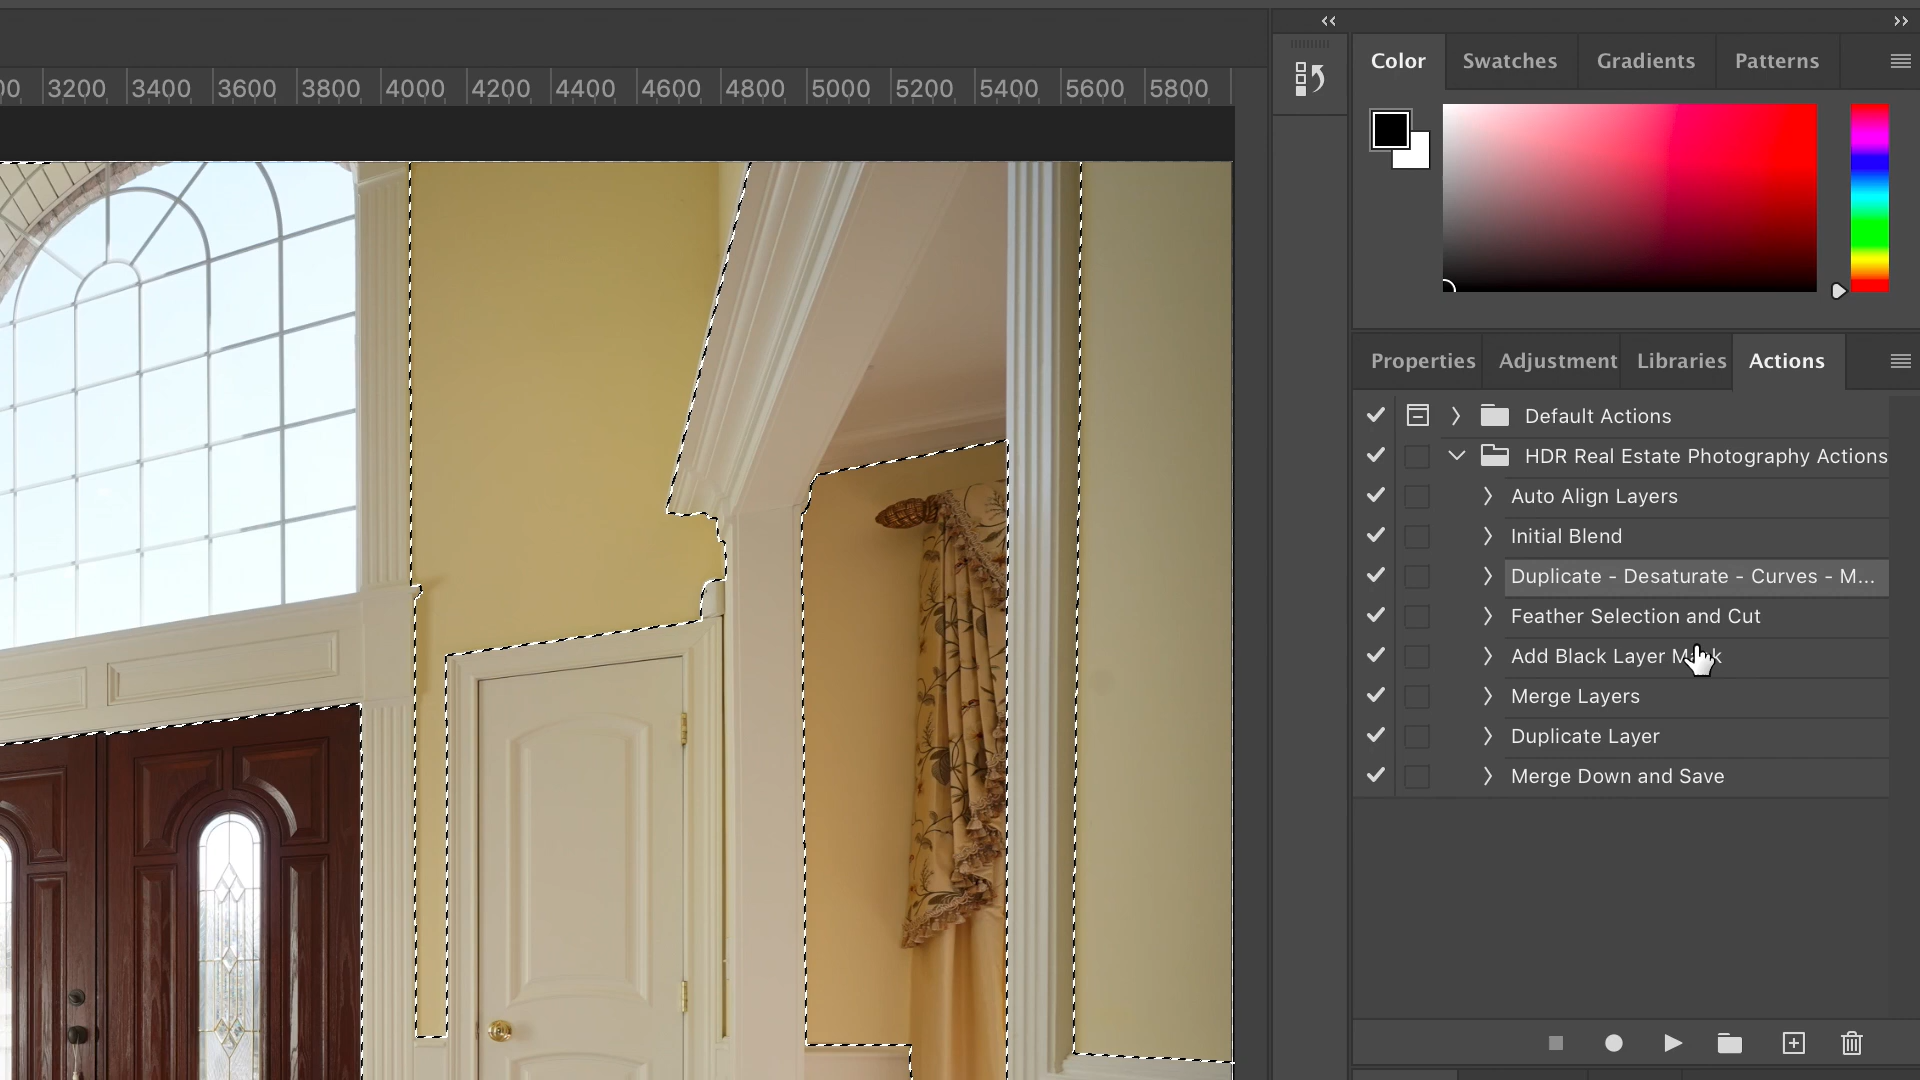 00 3200 3400 3600 3800 4000 4200 4400 4600 4800 5000 5200 5400 5600 5800
Color Swatches Gradients Patterns
Properties Adjustment Libraries Actions
Default Actions
HDR Real Estate Photography Actions
Auto Align Layers
Initial Blend
Duplicate - Desaturate - Curves - M...
Feather Selection and Cut
Add Black Layer Mask
Merge Layers
Duplicate Layer
Merge Down and Save